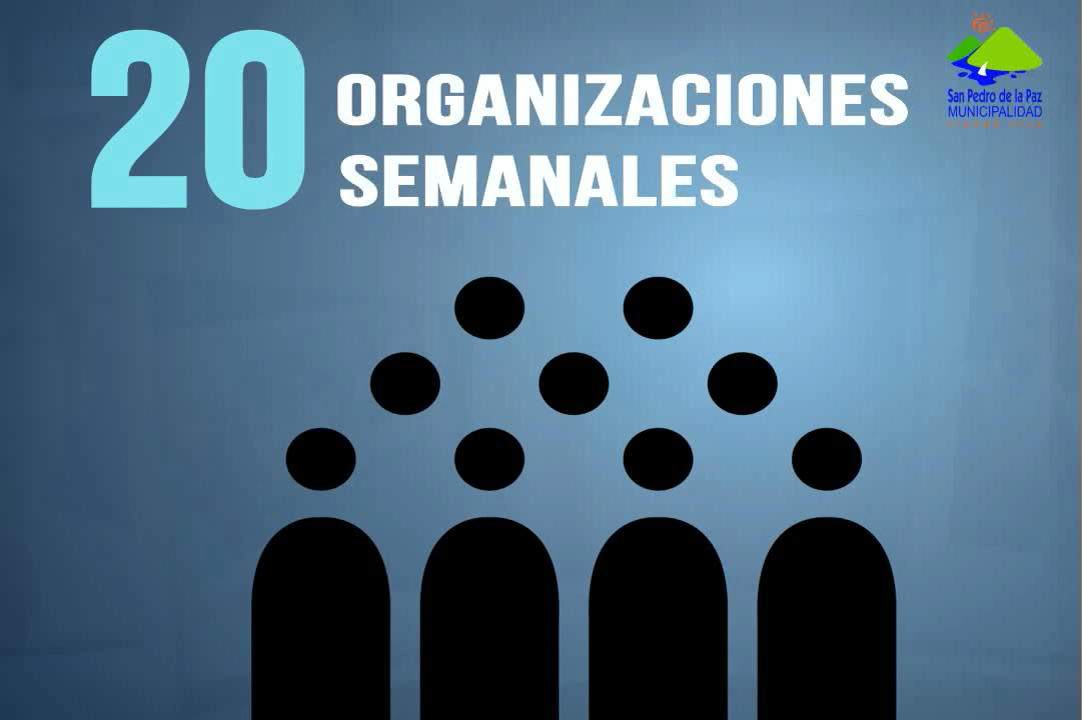 20 ORGANIZACIONES
SEMANALES
San Pedro de la Paz
MUNICIPALIDAD